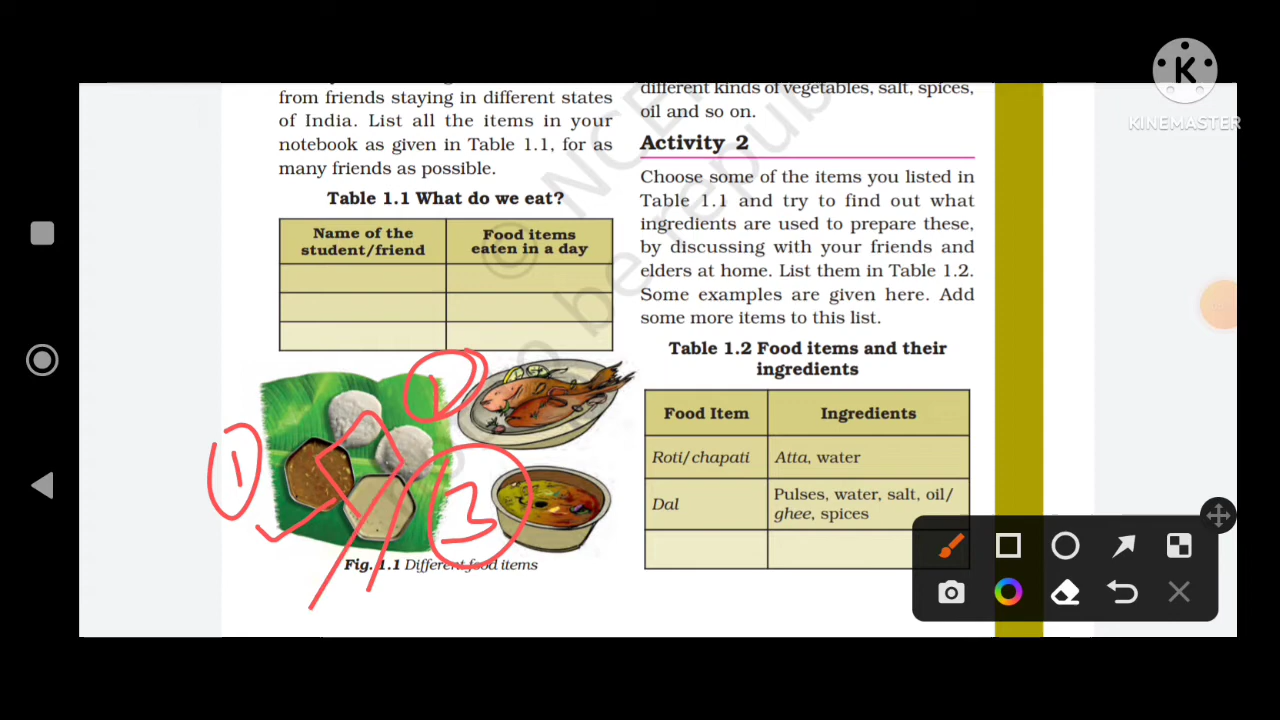 from friends staying in different states
of India. List all the items in your
notebook as given in Table 1.1, for as
many friends as possible.
Table 1.1 What do we eat?
Name of the student/friend
Food items eaten in a day
1
2
3
Fig. 1.1 Different food items
different kinds of vegetables, salt, spices,
oil and so on.
Activity 2
Choose some of the items you listed in
Table 1.1 and try to find out what
ingredients are used to prepare these,
by discussing with your friends and
elders at home. List them in Table 1.2.
Some examples are given here. Add
some more items to this list.
Table 1.2 Food items and their
ingredients
Food Item Ingredients
Roti/chapati Atta, water
Dal Pulses, water, salt, oil/
ghee, spices
K
KINEMASTER
© NCE
be repub